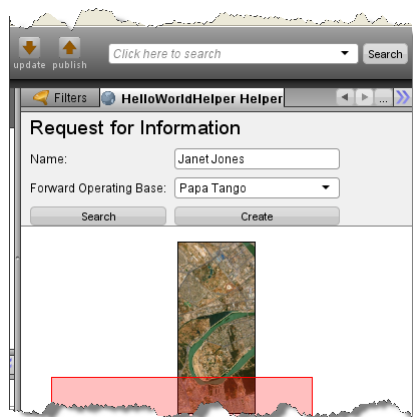 Click here to search
Search
update publish
Filters HelloWorldHelper Helper ...
Request for Information
Name: Janet Jones
Forward Operating Base: Papa Tango
Search Create